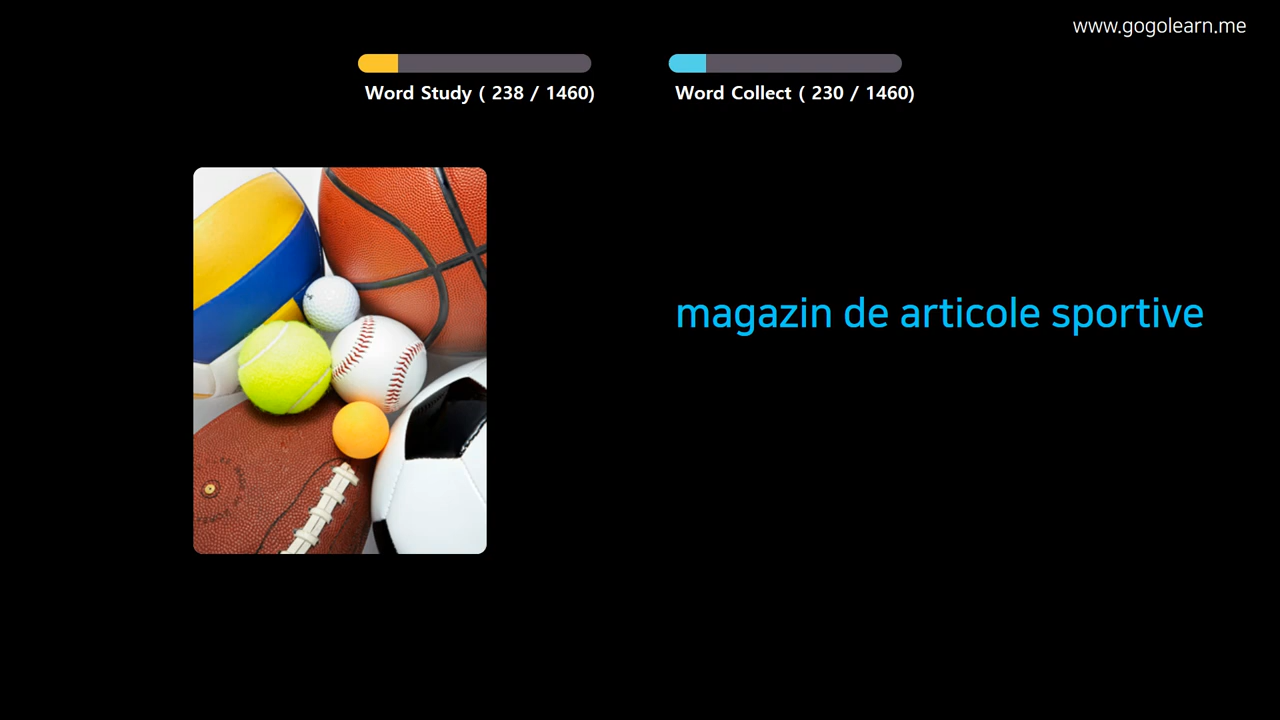 www.gogolearn.me
Word Study ( 238 / 1460)
Word Collect ( 230 / 1460)
magazin de articole sportive